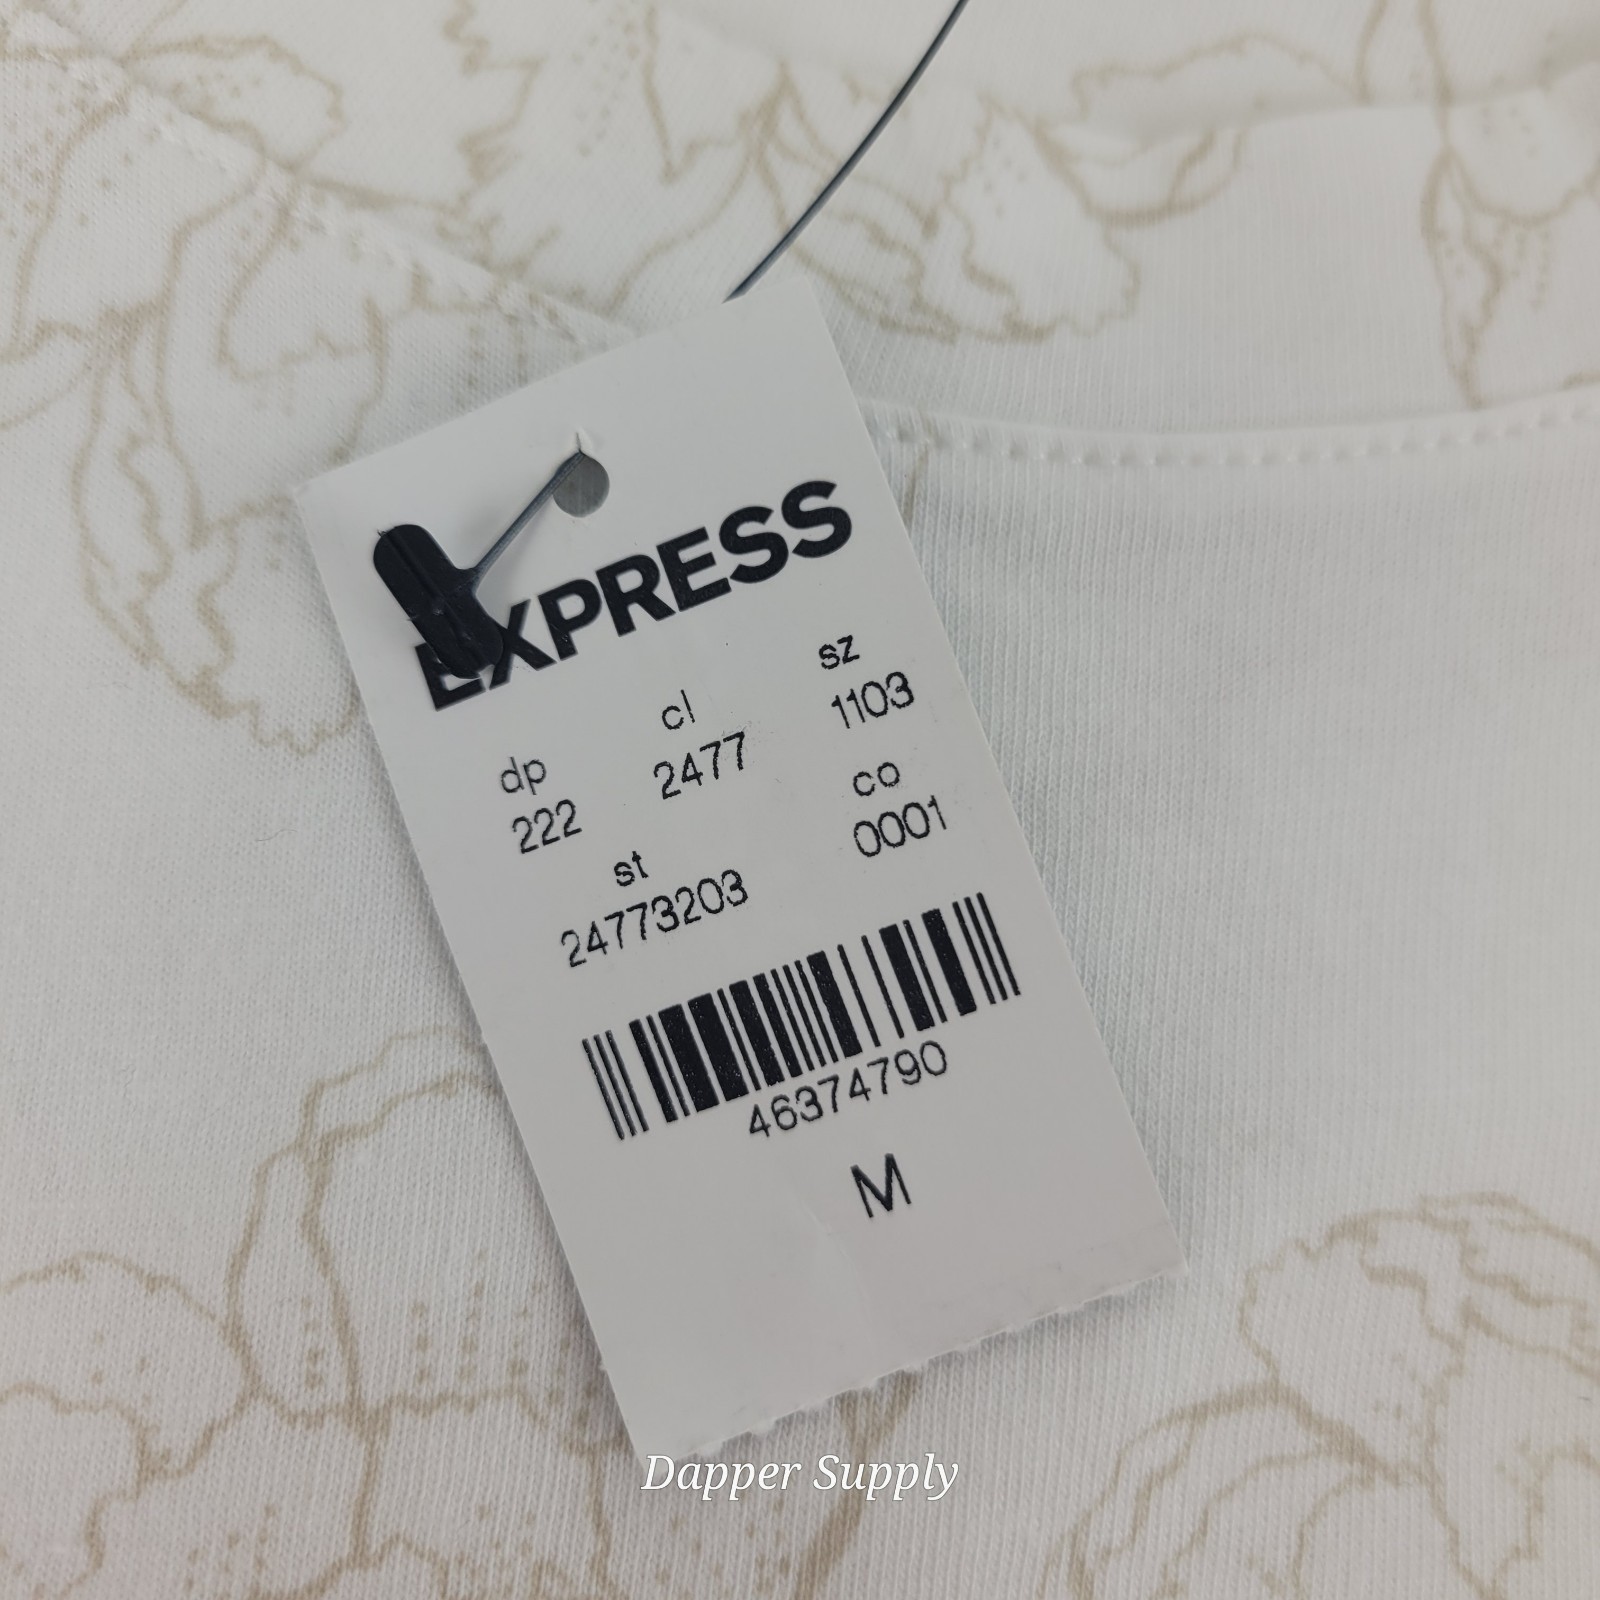 EXPRESS
dp cl sz
222 2477 1103
st co
24773203 0001
46374790
M
Dapper Supply